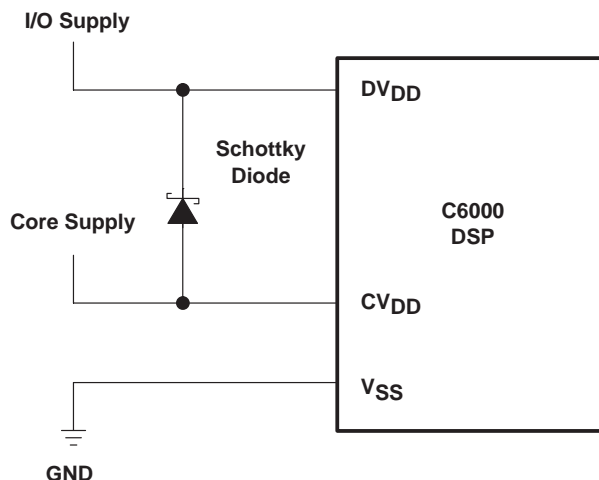 I/O Supply
DVDD
Schottky
Diode
C6000
DSP
Core Supply
CVDD
VSS
GND